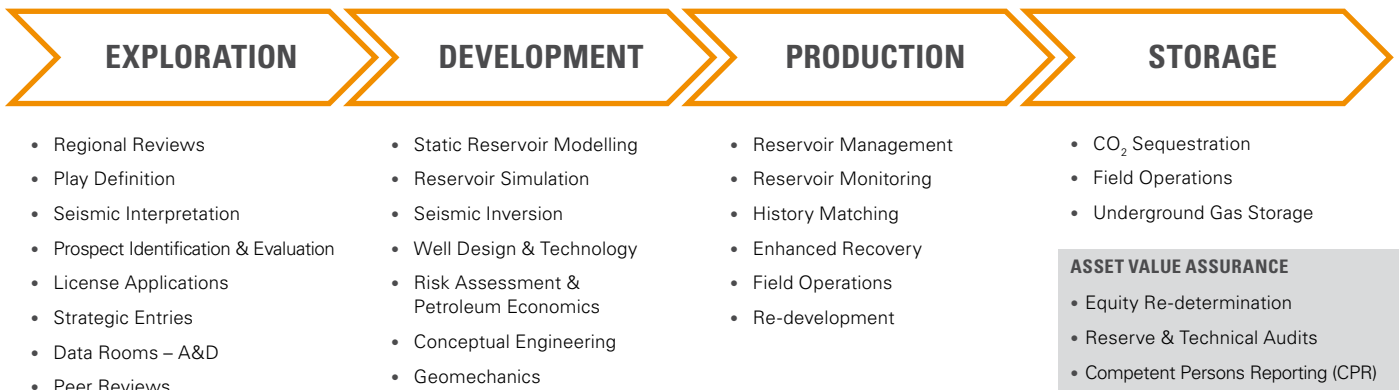 EXPLORATION
DEVELOPMENT
PRODUCTION
STORAGE
• Regional Reviews
• Play Definition
• Seismic Interpretation
• Prospect Identification & Evaluation
• License Applications
• Strategic Entries
• Data Rooms – A&D
• Peer Reviews
• Static Reservoir Modelling
• Reservoir Simulation
• Seismic Inversion
• Well Design & Technology
• Risk Assessment &
Petroleum Economics
• Conceptual Engineering
• Geomechanics
• Reservoir Management
• Reservoir Monitoring
• History Matching
• Enhanced Recovery
• Field Operations
• Re-development
• CO₂ Sequestration
• Field Operations
• Underground Gas Storage
ASSET VALUE ASSURANCE
• Equity Re-determination
• Reserve & Technical Audits
• Competent Persons Reporting (CPR)